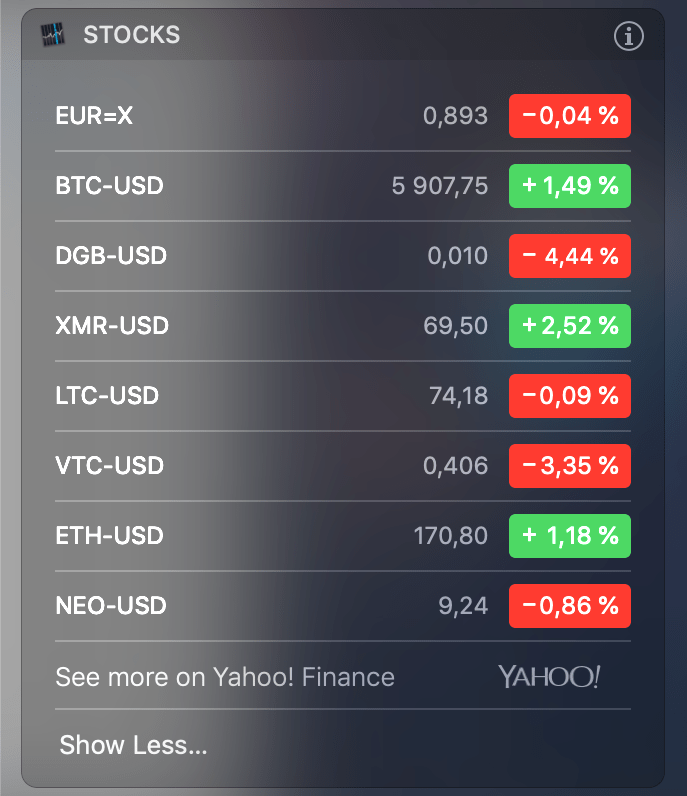 STOCKS
EUR=X 0,893 −0,04 %
BTC-USD 5 907,75 +1,49 %
DGB-USD 0,010 −4,44 %
XMR-USD 69,50 +2,52 %
LTC-USD 74,18 −0,09 %
VTC-USD 0,406 −3,35 %
ETH-USD 170,80 +1,18 %
NEO-USD 9,24 −0,86 %
See more on Yahoo! Finance YAHOO!
Show Less...